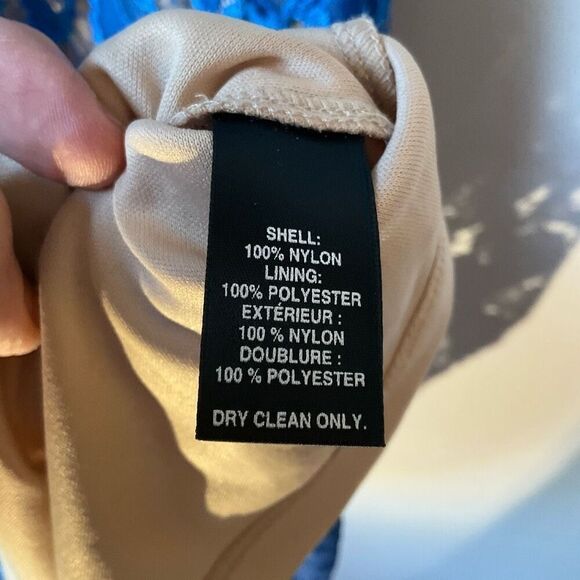 SHELL:
100% NYLON
LINING:
100% POLYESTER
EXTÉRIEUR :
100 % NYLON
DOUBLURE :
100 % POLYESTER
DRY CLEAN ONLY.